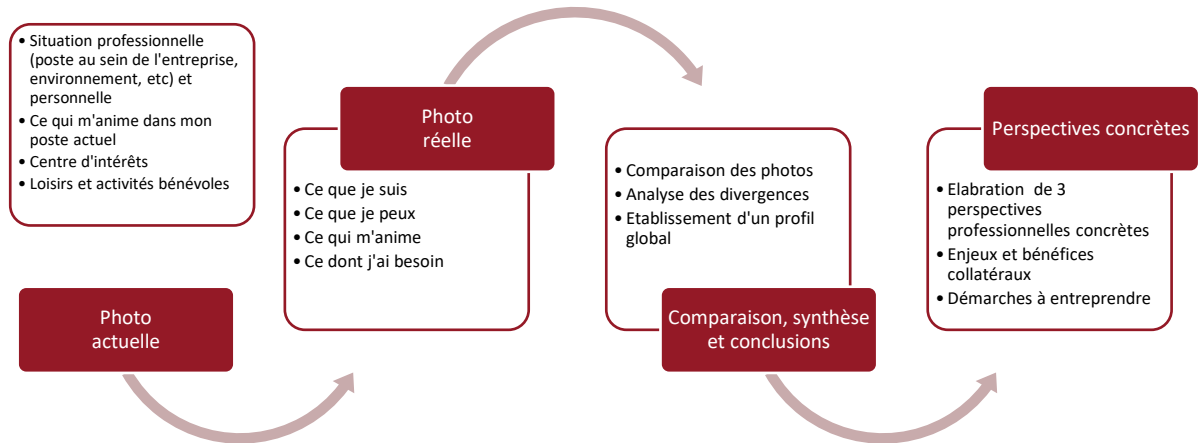 • Situation professionnelle
(poste au sein de l'entreprise,
environnement, etc) et
personnelle
• Ce qui m'anime dans mon
poste actuel
• Centre d'intérêts
• Loisirs et activités bénévoles
Photo
actuelle
Photo
réelle
• Ce que je suis
• Ce que je peux
• Ce qui m'anime
• Ce dont j'ai besoin
• Comparaison des photos
• Analyse des divergences
• Etablissement d'un profil
global
Comparaison, synthèse
et conclusions
Perspectives concrètes
• Elabration de 3
perspectives
professionnelles concrètes
• Enjeux et bénéfices
collatéraux
• Démarches à entreprendre